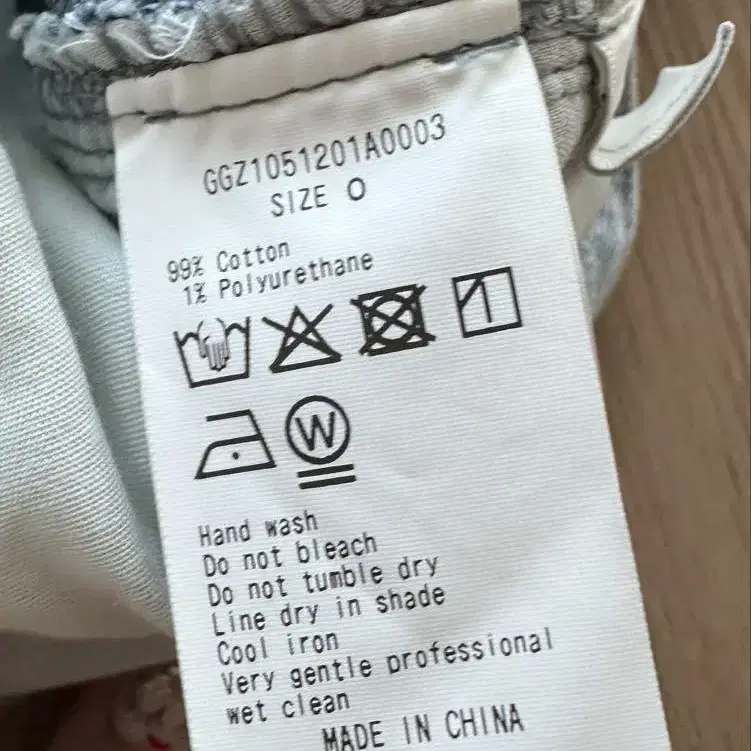 GGZ1051201A0003
SIZE 0
99% Cotton
1% Polyurethane
W
Hand wash
Do not bleach
Do not tumble dry
Line dry in shade
Cool iron
Very gentle professional
wet clean
MADE IN CHINA